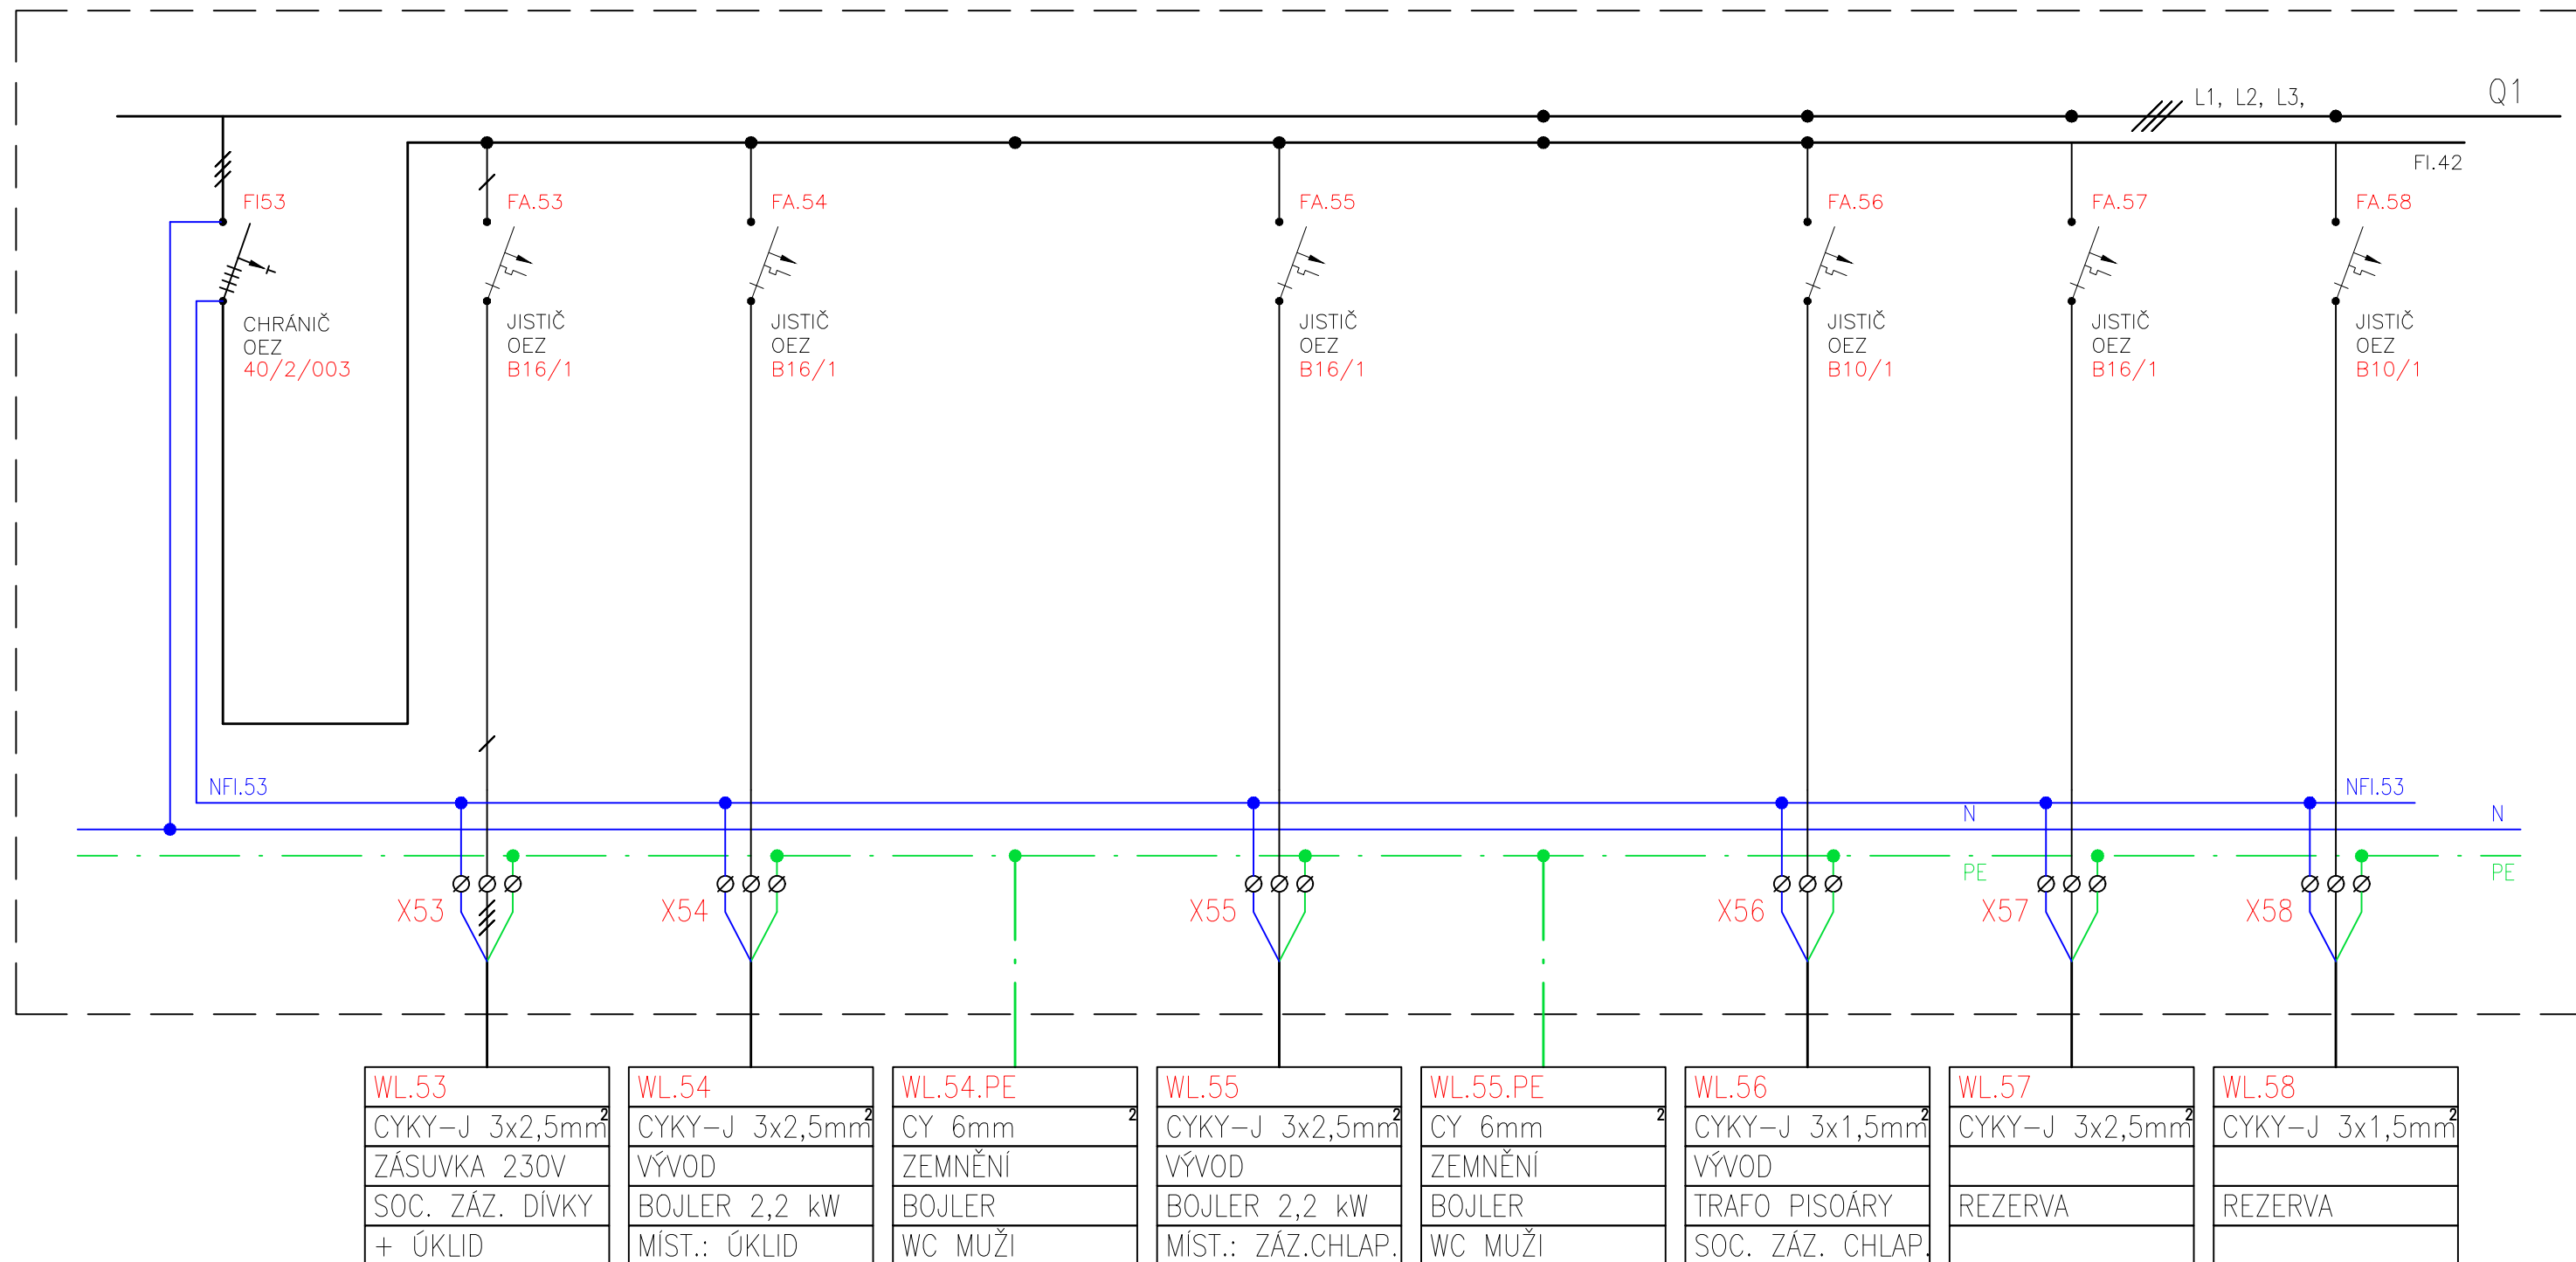 L1, L2, L3,
Q1
FI.42
FI53
FA.53
FA.54
FA.55
FA.56
FA.57
FA.58
CHRÁNIČ
OEZ
40/2/003
JISTIČ
OEZ
B16/1
JISTIČ
OEZ
B16/1
JISTIČ
OEZ
B16/1
JISTIČ
OEZ
B10/1
JISTIČ
OEZ
B16/1
JISTIČ
OEZ
B10/1
NFI.53
NFI.53
N
N
PE
PE
X53
X54
X55
X56
X57
X58
WL.53
CYKY-J 3x2,5mm²
ZÁSUVKA 230V
SOC. ZÁZ. DÍVKY
+ ÚKLID
WL.54
CYKY-J 3x2,5mm²
VÝVOD
BOJLER 2,2 kW
MÍST.: ÚKLID
WL.54.PE
CY 6mm ²
ZEMNĚNÍ
BOJLER
WC MUŽI
WL.55
CYKY-J 3x2,5mm²
VÝVOD
BOJLER 2,2 kW
MÍST.: ZÁZ.CHLAP.
WL.55.PE
CY 6mm ²
ZEMNĚNÍ
BOJLER
WC MUŽI
WL.56
CYKY-J 3x1,5mm²
VÝVOD
TRAFO PISOÁRY
SOC. ZÁZ. CHLAP.
WL.57
CYKY-J 3x2,5mm²
REZERVA
WL.58
CYKY-J 3x1,5mm²
REZERVA